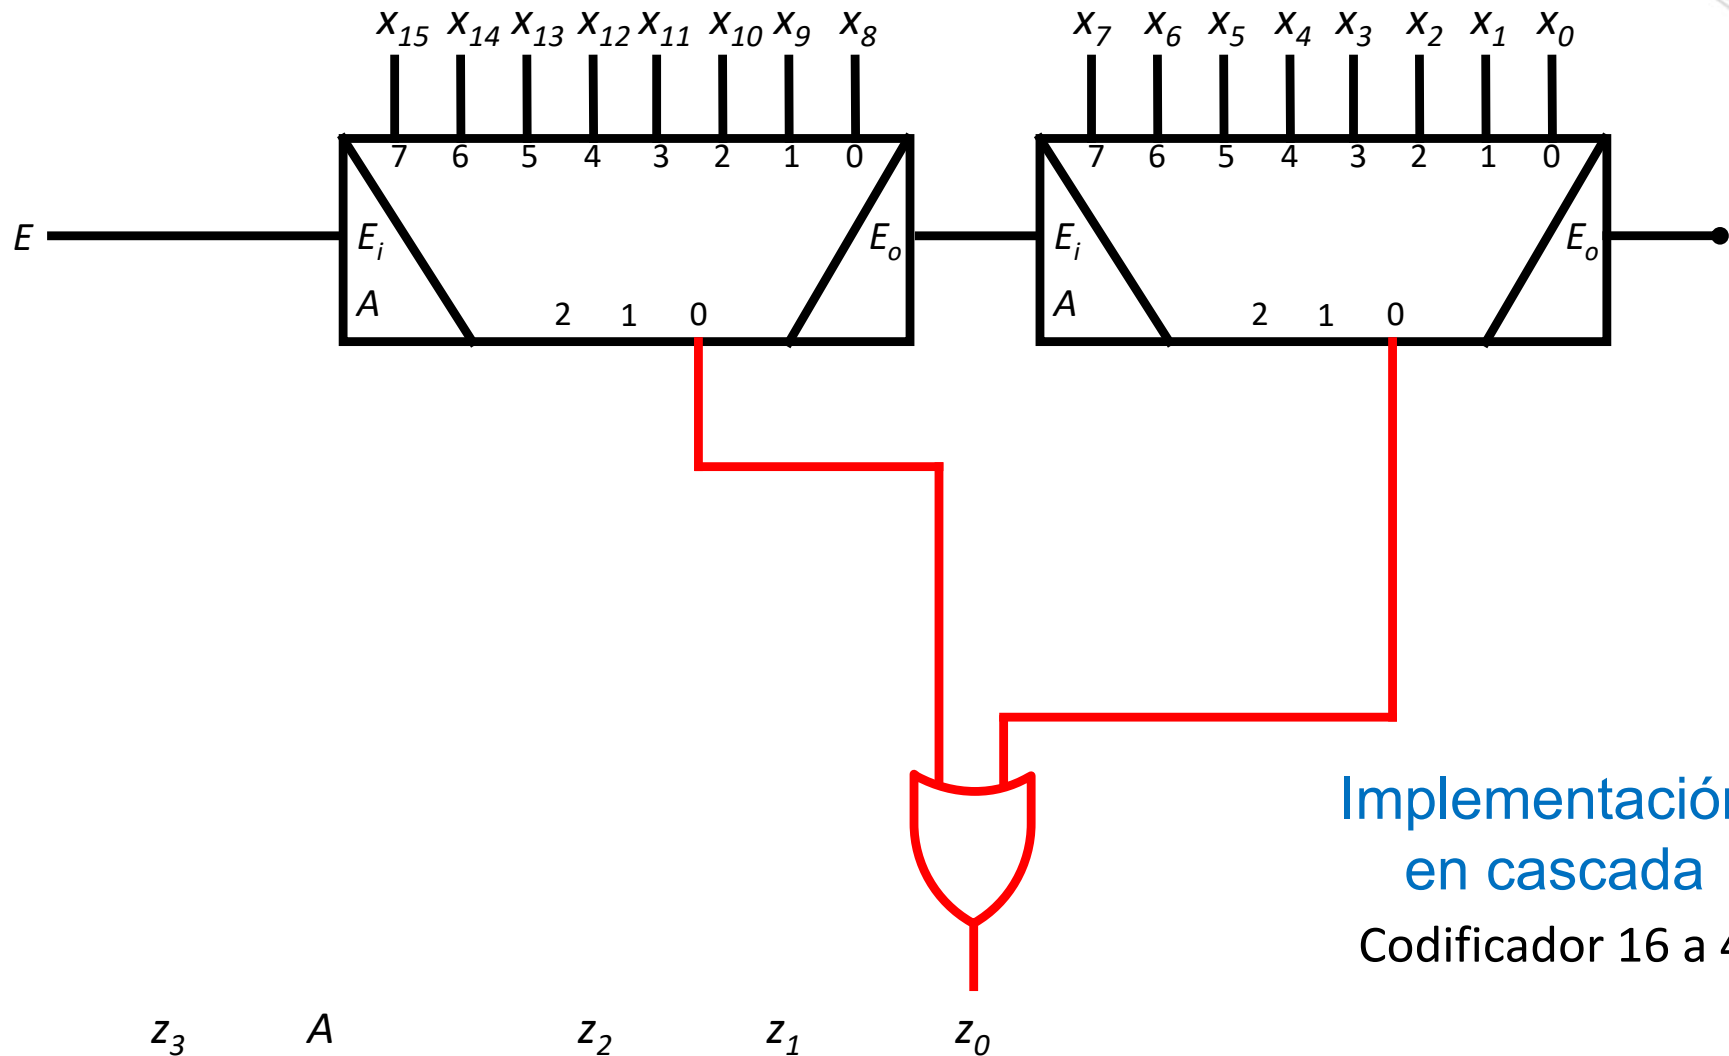 x15 x14 x13 x12 x11 x10 x9 x8 x7 x6 x5 x4 x3 x2 x1 x0
7 6 5 4 3 2 1 0 7 6 5 4 3 2 1 0
E Ei Eo Ei Eo
A 2 1 0 A 2 1 0
Implementación
en cascada
Codificador 16 a 4
z3 A z2 z1 z0